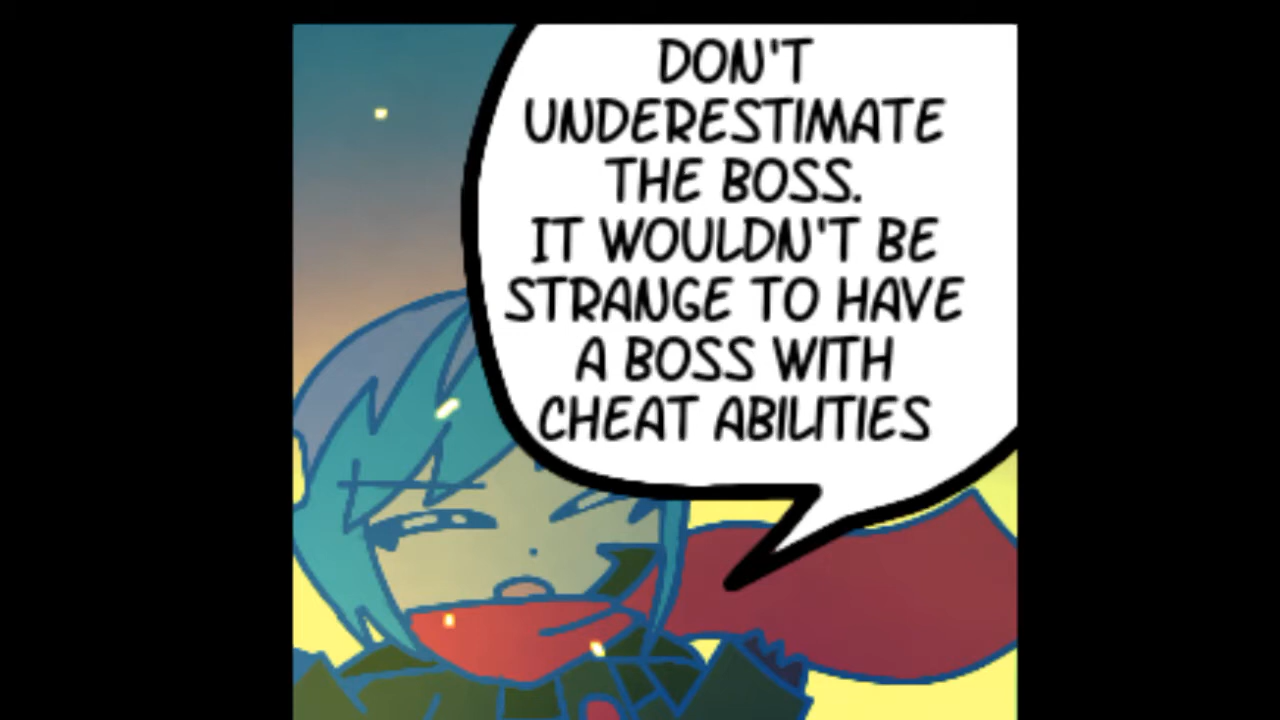 DON'T
UNDERESTIMATE
THE BOSS.
IT WOULDN'T BE
STRANGE TO HAVE
A BOSS WITH
CHEAT ABILITIES